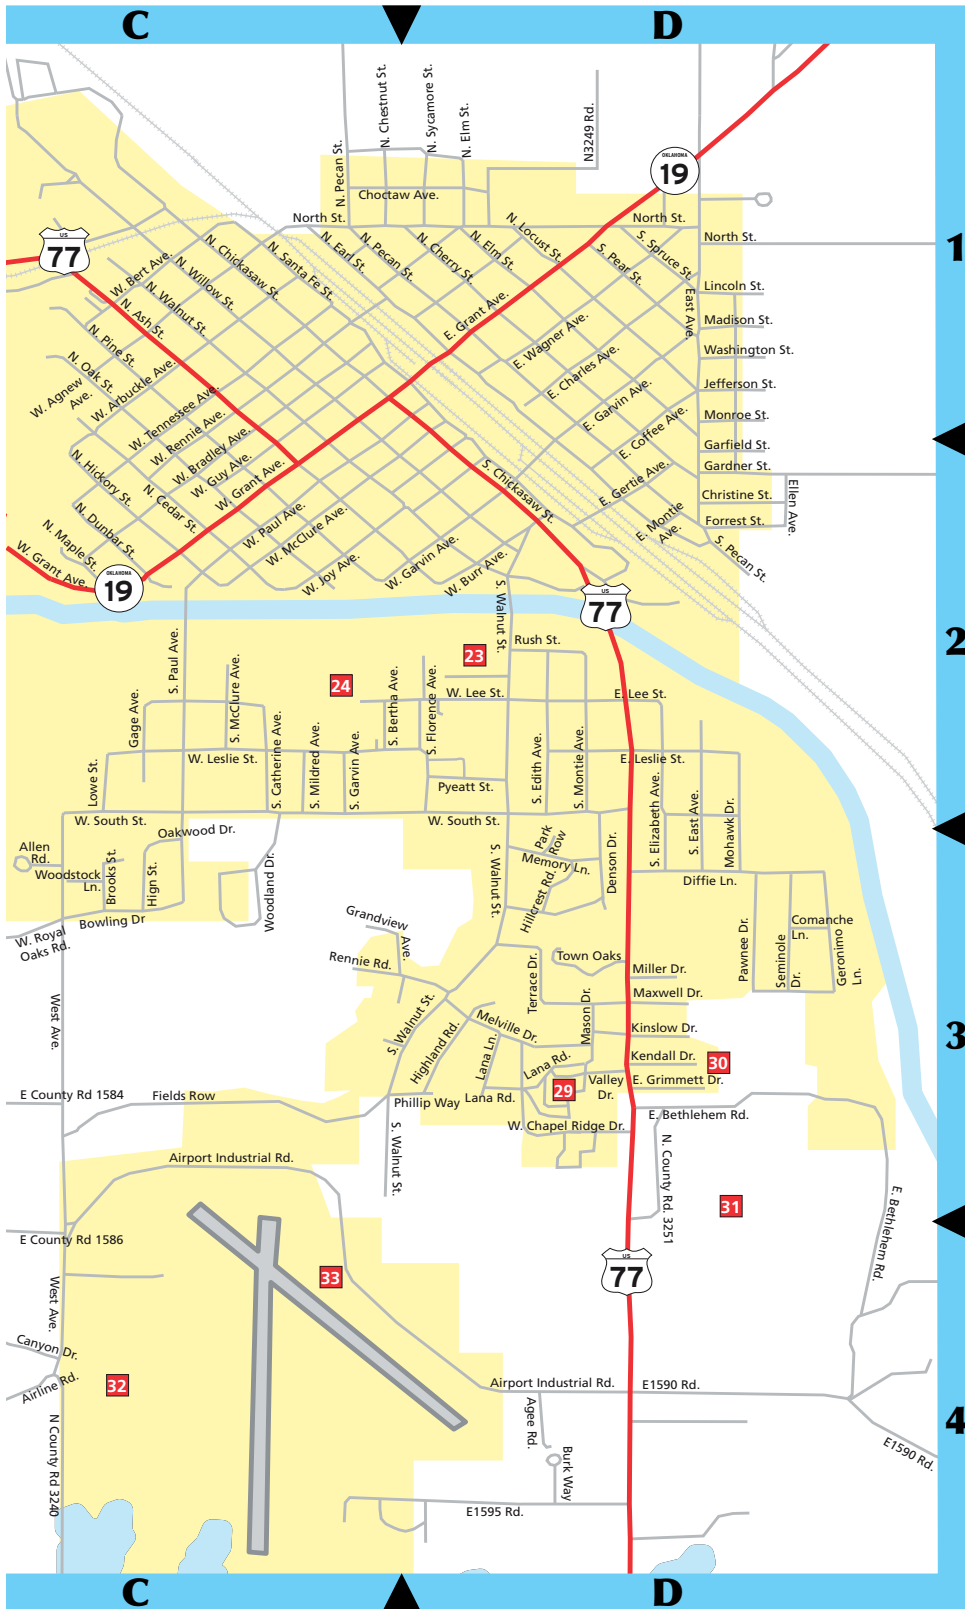 C
D
N. Chestnut St.
N. Sycamore St.
N. Elm St.
N3249 Rd.
N. Pecan St.
OKLAHOMA
19
Choctaw Ave.
North St.
North St.
North St.
1
US
77
N. Chickasaw St.
N. Santa Fe St.
N. Earl St.
N. Pecan St.
N. Cherry St.
N. Elm St.
N. Locust St.
S. Pear St.
S. Spruce St.
W. Bert Ave.
N. Willow St.
N. Walnut St.
N. Ash St.
East Ave.
Lincoln St.
Madison St.
Washington St.
Jefferson St.
Monroe St.
Garfield St.
Gardner St.
Christine St.
Forrest St.
Ellen Ave.
N. Pine St.
N. Oak St.
W. Agnew
Ave.
W. Arbuckle Ave.
W. Tennessee Ave.
W. Rennie Ave.
W. Bradley Ave.
W. Guy Ave.
W. Grant Ave.
E. Grant Ave.
E. Wagner Ave.
E. Charles Ave.
E. Garvin Ave.
E. Coffee Ave.
E. Gertie Ave.
E. Montie
Ave.
S. Pecan St.
S. Chickasaw St.
N. Hickory St.
N. Cedar St.
N. Dunbar St.
N. Maple St.
W. Grant Ave.
OKLAHOMA
19
W. Paul Ave.
W. McClure Ave.
W. Joy Ave.
W. Garvin Ave.
W. Burr Ave.
US
77
S. Walnut St.
2
Rush St.
23
24
S. Paul Ave.
Gage Ave.
S. McClure Ave.
S. Bertha Ave.
S. Florence Ave.
W. Lee St.
E. Lee St.
W. Leslie St.
E. Leslie St.
Lowe St.
S. Catherine Ave.
S. Mildred Ave.
S. Garvin Ave.
Pyeatt St.
S. Edith Ave.
S. Montie Ave.
S. Elizabeth Ave.
S. East Ave.
Mohawk Dr.
W. South St.
W. South St.
Oakwood Dr.
Allen
Rd.
Woodstock
Ln.
Brooks St.
Hign St.
Bowling Dr
W. Royal
Oaks Rd.
Woodland Dr.
S. Walnut St.
Park
Row
Memory Ln.
Hillcrest Rd.
Denson Dr.
Diffie Ln.
Pawnee Dr.
Seminole
Dr.
Comanche
Ln.
Geronimo
Ln.
Grandview
Ave.
Rennie Rd.
Terrace Dr.
Town Oaks
Miller Dr.
Maxwell Dr.
Mason Dr.
Kinslow Dr.
Kendall Dr.
30
E. Grimmett Dr.
West Ave.
3
S. Walnut St.
Highland Rd.
Melville Dr.
Lana Ln.
Lana Rd.
29
Valley
Dr.
E County Rd 1584
Fields Row
Phillip Way
Lana Rd.
E. Bethlehem Rd.
W. Chapel Ridge Dr.
N. County Rd. 3251
Airport Industrial Rd.
S. Walnut St.
31
E. Bethlehem Rd.
E County Rd 1586
33
US
77
West Ave.
Canyon Dr.
Airline Rd.
32
Airport Industrial Rd.
E1590 Rd.
4
Agee Rd.
E1590 Rd.
N County Rd 3240
Burk Way
E1595 Rd.
C
D